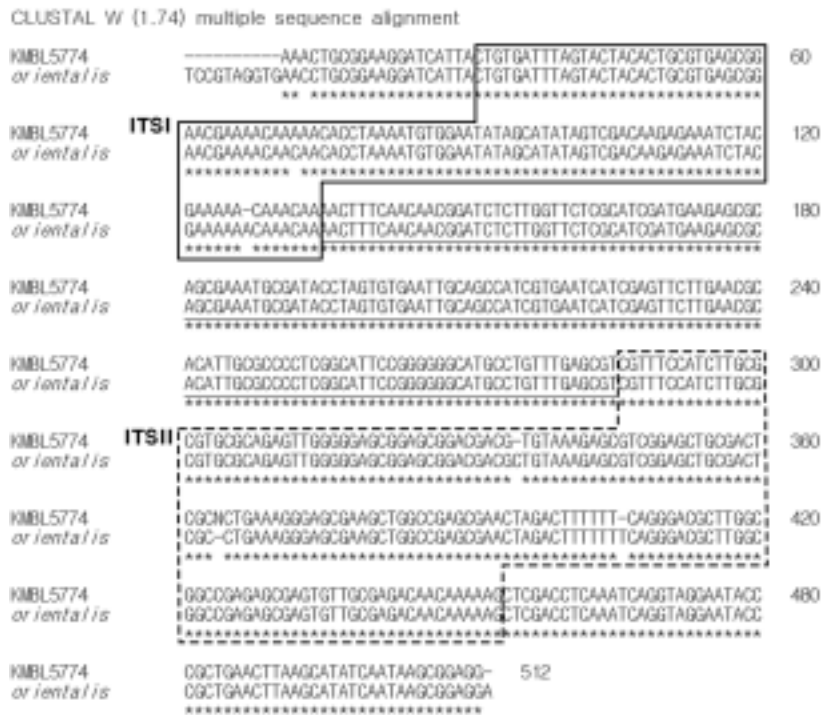 CLUSTAL W (1.74) multiple sequence alignment
KMBL5774 ----------AAACTGCGGAAGGATCATTACTGTGATTTAGTACTACACTGCGTGAGCGG 60
orientalis TCCGTAGGTGAACCTGCGGAAGGATCATTACTGTGATTTAGTACTACACTGCGTGAGCGG
** ***********************************************
ITSI
KMBL5774 AACGAAAACAAAAACACCTAAAATGTGGAATATAGCATATAGTCGACAAGAGAAATCTAC 120
orientalis AACGAAAACAACAACACCTAAAATGTGGAATATAGCATATAGTCGACAAGAGAAATCTAC
*********** ************************************************
KMBL5774 GAAAAA-CAAACAAAACTTTCAACAACGGATCTCTTGGTTCTCGCATCGATGAAGAGCGC 180
orientalis GAAAAAACAAACAAAACTTTCAACAACGGATCTCTTGGTTCTCGCATCGATGAAGAGCGC
****** *****************************************************
KMBL5774 AGCGAAATGCGATACCTAGTGTGAATTGCAGCCATCGTGAATCATCGAGTTCTTGAACGC 240
orientalis AGCGAAATGCGATACCTAGTGTGAATTGCAGCCATCGTGAATCATCGAGTTCTTGAACGC
************************************************************
KMBL5774 ACATTGCGCCCCTCGGCATTCCGGGGGGCATGCCTGTTTGAGCGTCGTTTCCATCTTGCG 300
orientalis ACATTGCGCCCCTCGGCATTCCGGGGGGCATGCCTGTTTGAGCGTCGTTTCCATCTTGCG
************************************************************
ITSII
KMBL5774 CGTGCGCAGAGTTGGGGGAGCGGAGCGGACGACG-TGTAAAGAGCGTCGGAGCTGCGACT 360
orientalis CGTGCGCAGAGTTGGGGGAGCGGAGCGGACGACGCTGTAAAGAGCGTCGGAGCTGCGACT
********************************** *************************
KMBL5774 CGCNCTGAAAGGGAGCGAAGCTGGCCGAGCGAACTAGACTTTTTT-CAGGGACGCTTGGC 420
orientalis CGC-CTGAAAGGGAGCGAAGCTGGCCGAGCGAACTAGACTTTTTTTCAGGGACGCTTGGC
*** ***************************************** **************
KMBL5774 GGCCGAGAGCGAGTGTTGCGAGACAACAAAAAGCTCGACCTCAAATCAGGTAGGAATACC 480
orientalis GGCCGAGAGCGAGTGTTGCGAGACAACAAAAAGCTCGACCTCAAATCAGGTAGGAATACC
************************************************************
KMBL5774 CGCTGAACTTAAGCATATCAATAAGCGGAGG- 512
orientalis CGCTGAACTTAAGCATATCAATAAGCGGAGGA
*******************************